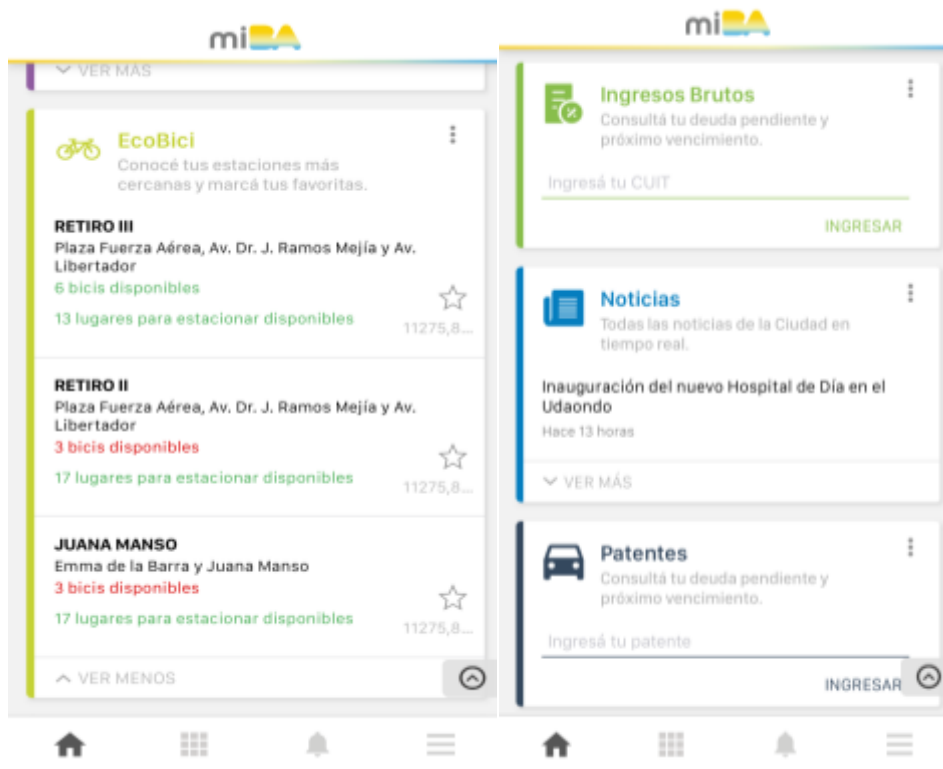 miBA
VER MÁS
EcoBici
Conocé tus estaciones más
cercanas y marcá tus favoritas.
RETIRO III
Plaza Fuerza Aérea, Av. Dr. J. Ramos Mejía y Av.
Libertador
6 bicis disponibles
13 lugares para estacionar disponibles
11275,8...
RETIRO II
Plaza Fuerza Aérea, Av. Dr. J. Ramos Mejía y Av.
Libertador
3 bicis disponibles
17 lugares para estacionar disponibles
11275,8...
JUANA MANSO
Emma de la Barra y Juana Manso
3 bicis disponibles
17 lugares para estacionar disponibles
11275,8...
VER MENOS
miBA
Ingresos Brutos
Consultá tu deuda pendiente y
próximo vencimiento.
Ingresá tu CUIT
INGRESAR
Noticias
Todas las noticias de la Ciudad en
tiempo real.
Inauguración del nuevo Hospital de Día en el
Udaondo
Hace 13 horas
VER MÁS
Patentes
Consultá tu deuda pendiente y
próximo vencimiento.
Ingresá tu patente
INGRESAR